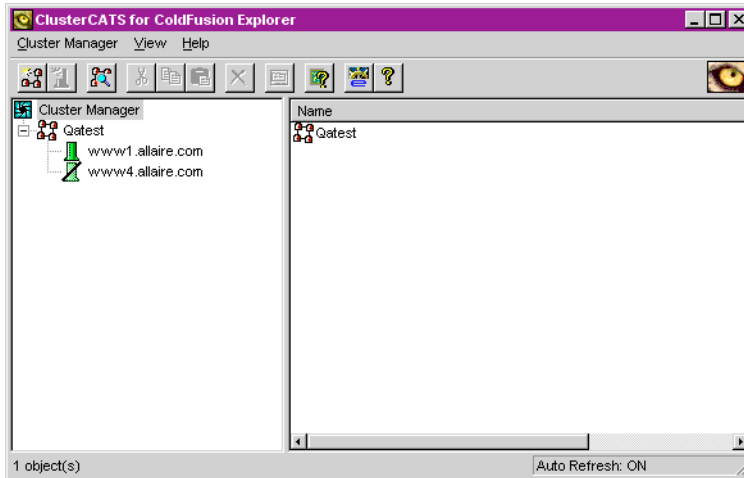 ClusterCATS for ColdFusion Explorer
Cluster Manager View Help
Cluster Manager
Qatest
www1.allaire.com
www4.allaire.com
Name
Qatest
1 object(s)
Auto Refresh: ON